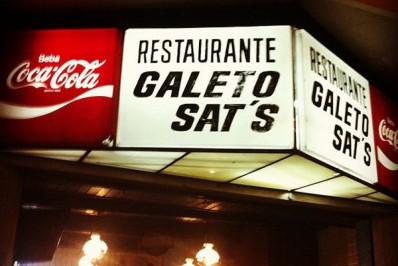 Beba
Coca-Cola
RESTAURANTE
GALETO
SAT'S
RESTAURANTE
GALETO
SAT'S